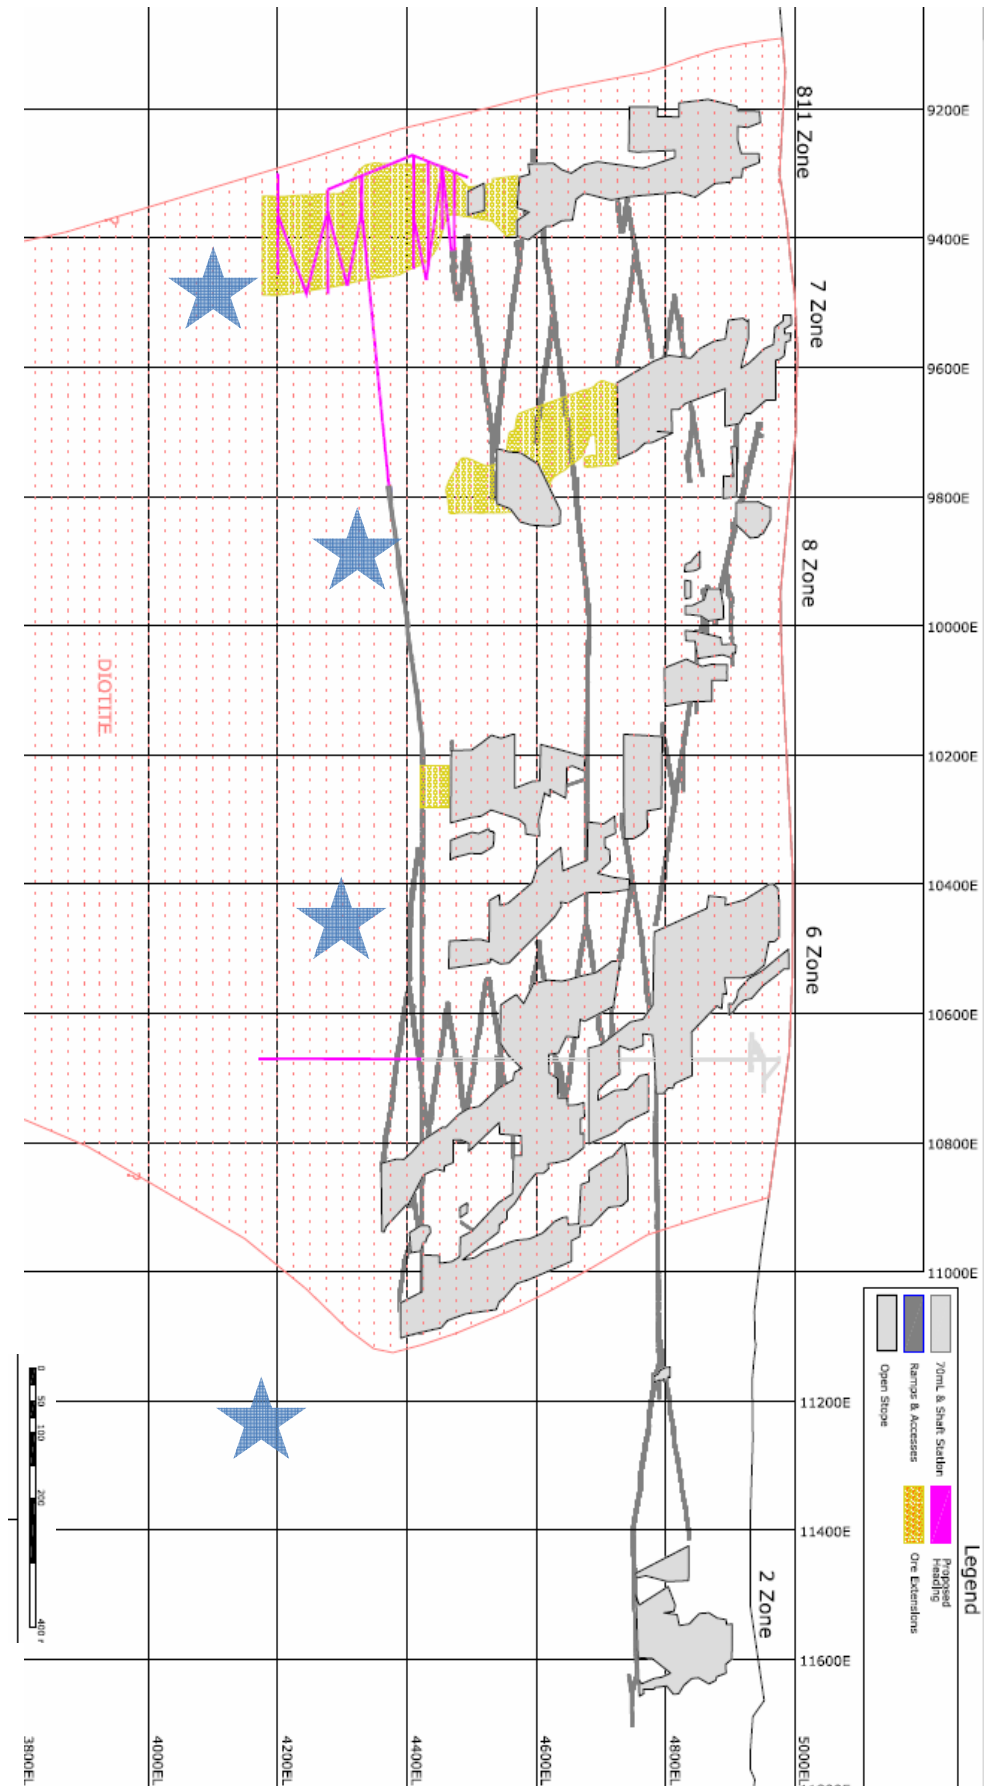 811 Zone
7 Zone
8 Zone
6 Zone
2 Zone
9200E
9400E
9600E
9800E
10000E
10200E
10400E
10600E
10800E
11000E
11200E
11400E
11600E
3800EL
4000EL
4200EL
4400EL
4600EL
4800EL
5000EL
DIOTITE
Legend
70mL & Shaft Station
Ramps & Accesses
Open Stope
Proposed
Heading
Ore Extensions
0
50
100
200